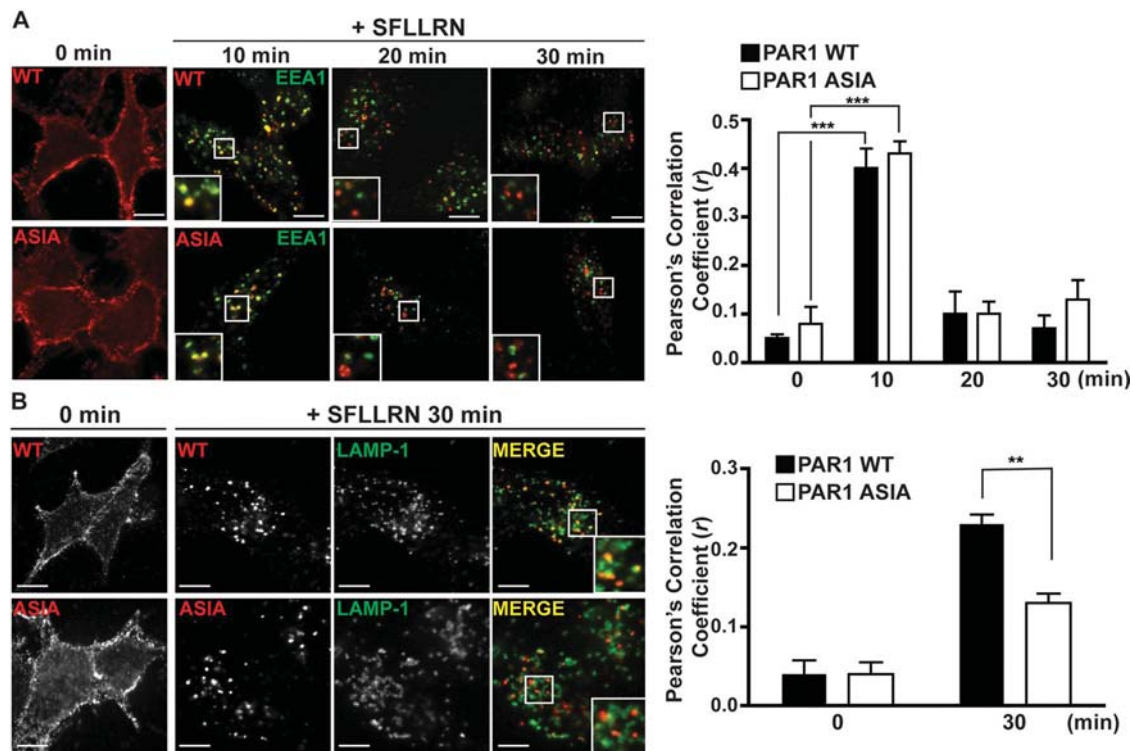 A
+ SFLLRN
0 min
10 min
20 min
30 min
WT
WT
EEA1
ASIA
ASIA
EEA1
PAR1 WT
PAR1 ASIA
***
***
Pearson's Correlation
Coefficient (r)
0.5
0.4
0.2
0.1
0.0
0
10
20
30 (min)
B
0 min
+ SFLLRN 30 min
WT
WT
LAMP-1
MERGE
ASIA
ASIA
LAMP-1
MERGE
PAR1 WT
PAR1 ASIA
**
Pearson's Correlation
Coefficient (r)
0.3
0.2
0.1
0.0
0
30
(min)